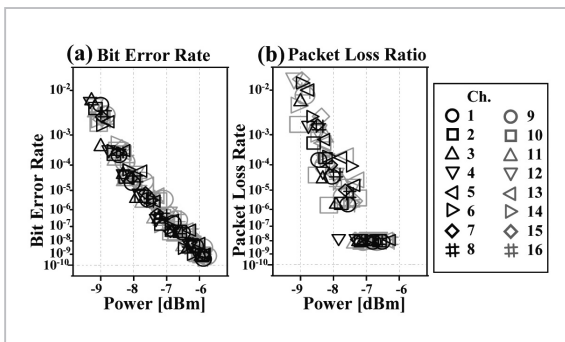 (a) Bit Error Rate
Bit Error Rate
10-2
10-3
10-4
10-5
10-6
10-7
10-8
10-9
10-10
-9 -8 -7 -6
Power [dBm]
(b) Packet Loss Ratio
Packet Loss Rate
10-2
10-3
10-4
10-5
10-6
10-7
10-8
10-9
10-10
-9 -8 -7 -6 -5
Power [dBm]
Ch.
1 9
2 10
3 11
4 12
5 13
6 14
7 15
8 16